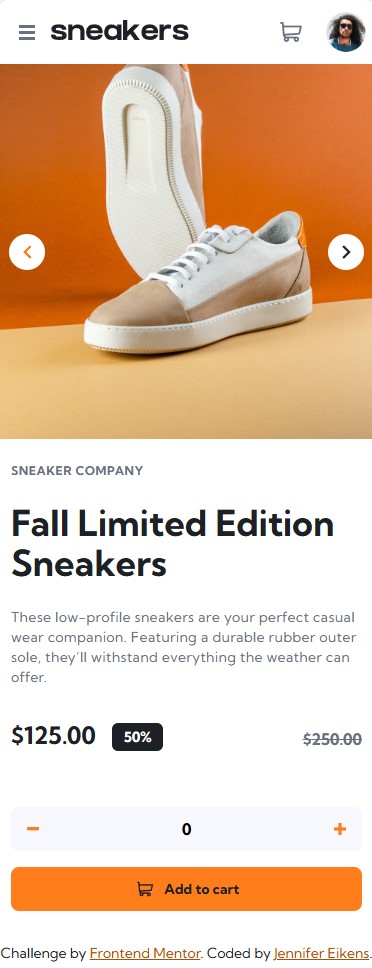 sneakers
SNEAKER COMPANY
Fall Limited Edition
Sneakers
These low-profile sneakers are your perfect casual
wear companion. Featuring a durable rubber outer
sole, they’ll withstand everything the weather can
offer.
$125.00 50% $250.00
0
Add to cart
Challenge by Frontend Mentor. Coded by Jennifer Eikens.